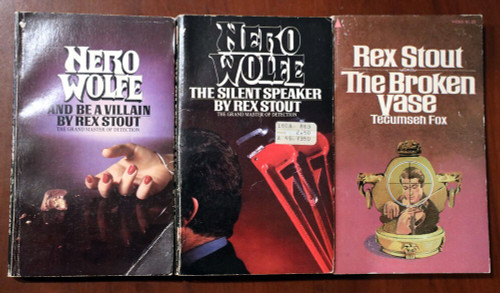 NERO
WOLFE
AND BE A VILLAIN
BY REX STOUT
THE GRAND MASTER OF DETECTION
NERO
WOLFE
THE SILENT SPEAKER
BY REX STOUT
THE GRAND MASTER OF DETECTION
Rex Stout
The Broken
Vase
Tecumseh Fox